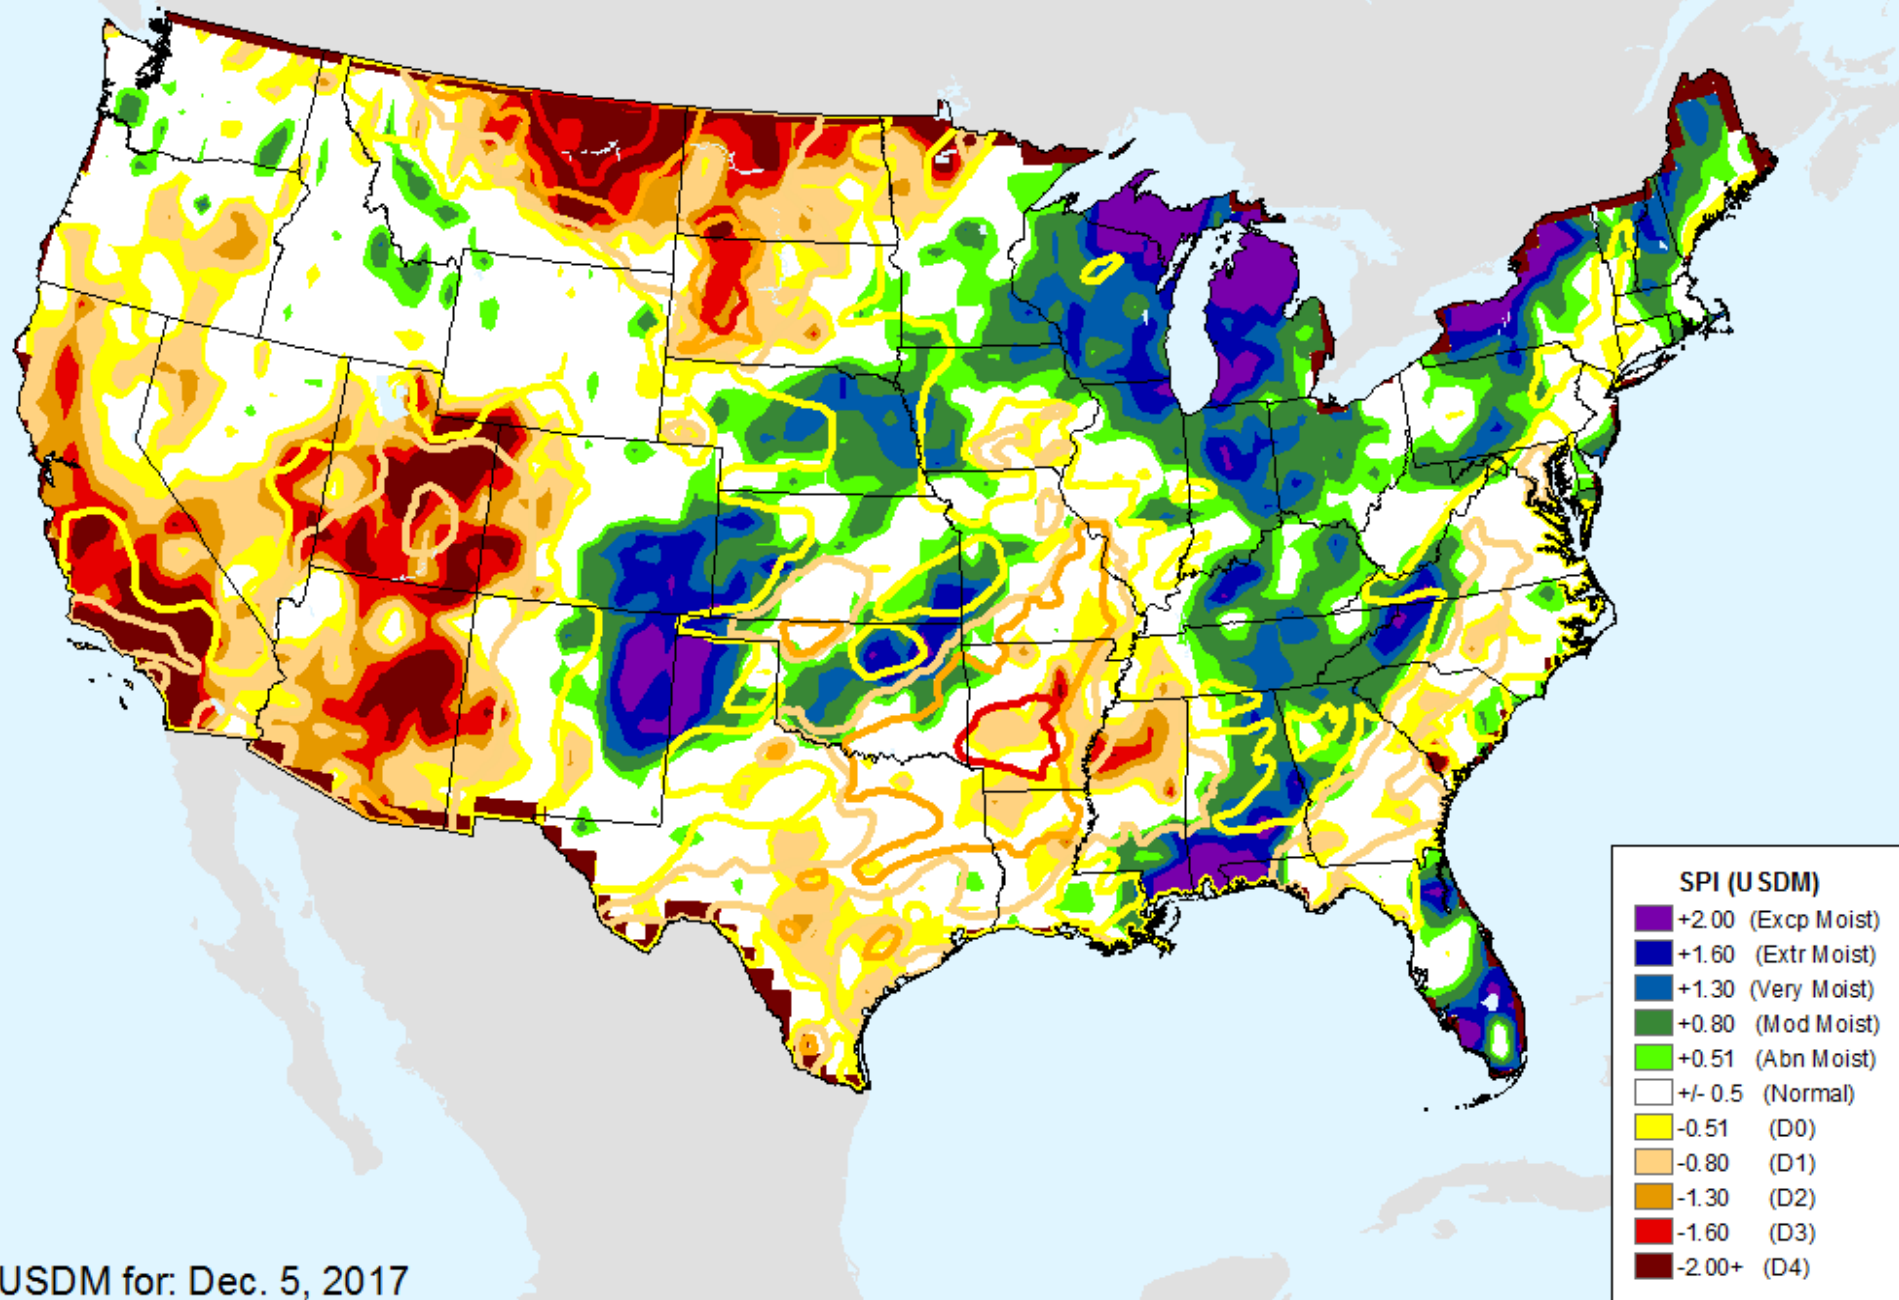 SPI (USDM)
+2.00 (Excp Moist)
+1.60 (Extr Moist)
+1.30 (Very Moist)
+0.80 (Mod Moist)
+0.51 (Abn Moist)
+/- 0.5 (Normal)
-0.51 (D0)
-0.80 (D1)
-1.30 (D2)
-1.60 (D3)
-2.00+ (D4)
USDM for: Dec. 5, 2017